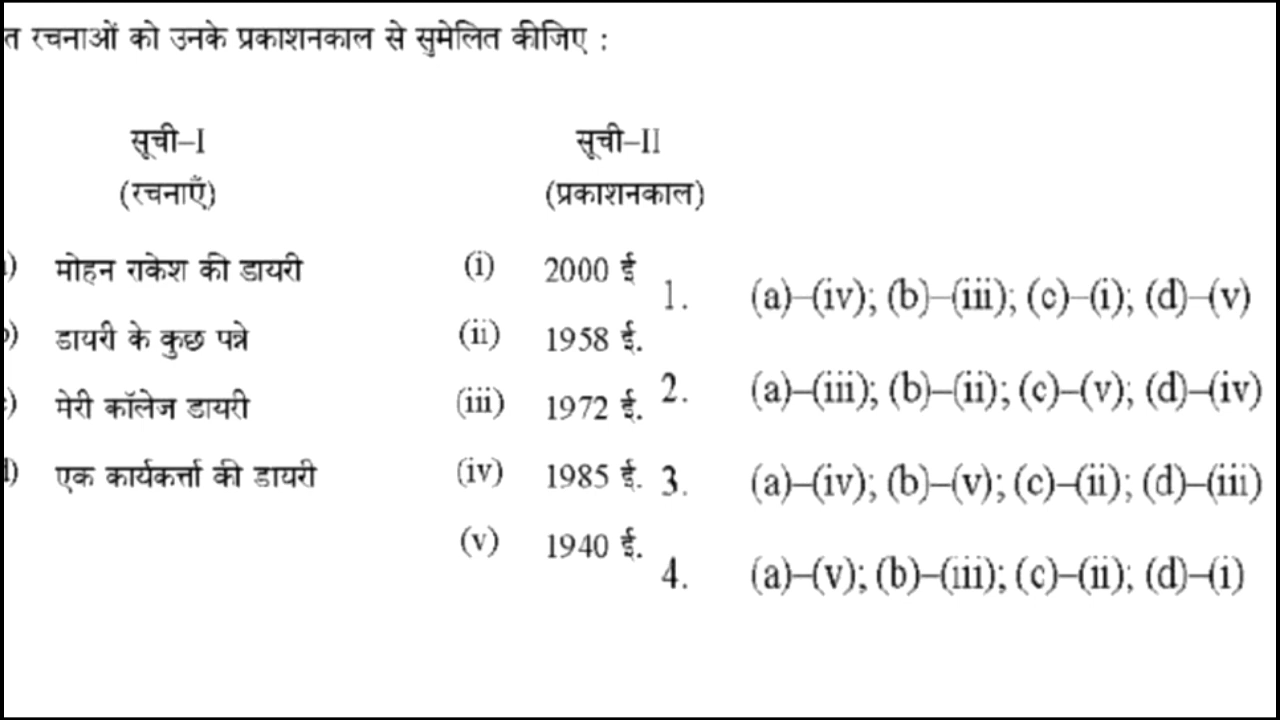 त रचनाओं को उनके प्रकाशनकाल से सुमेलित कीजिए :
सूची–I सूची–II
(रचनाएँ) (प्रकाशनकाल)
) मोहन राकेश की डायरी (i) 2000 ई
) डायरी के कुछ पन्ने (ii) 1958 ई.
) मेरी कॉलेज डायरी (iii) 1972 ई.
) एक कार्यकर्त्ता की डायरी (iv) 1985 ई.
(v) 1940 ई.
1. (a)–(iv); (b)–(iii); (c)–(i); (d)–(v)
2. (a)–(iii); (b)–(ii); (c)–(v); (d)–(iv)
3. (a)–(iv); (b)–(v); (c)–(ii); (d)–(iii)
4. (a)–(v); (b)–(iii); (c)–(ii); (d)–(i)